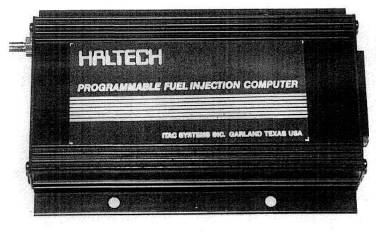 HALTECH
PROGRAMMABLE FUEL INJECTION COMPUTER
ITAC SYSTEMS INC. GARLAND TEXAS USA